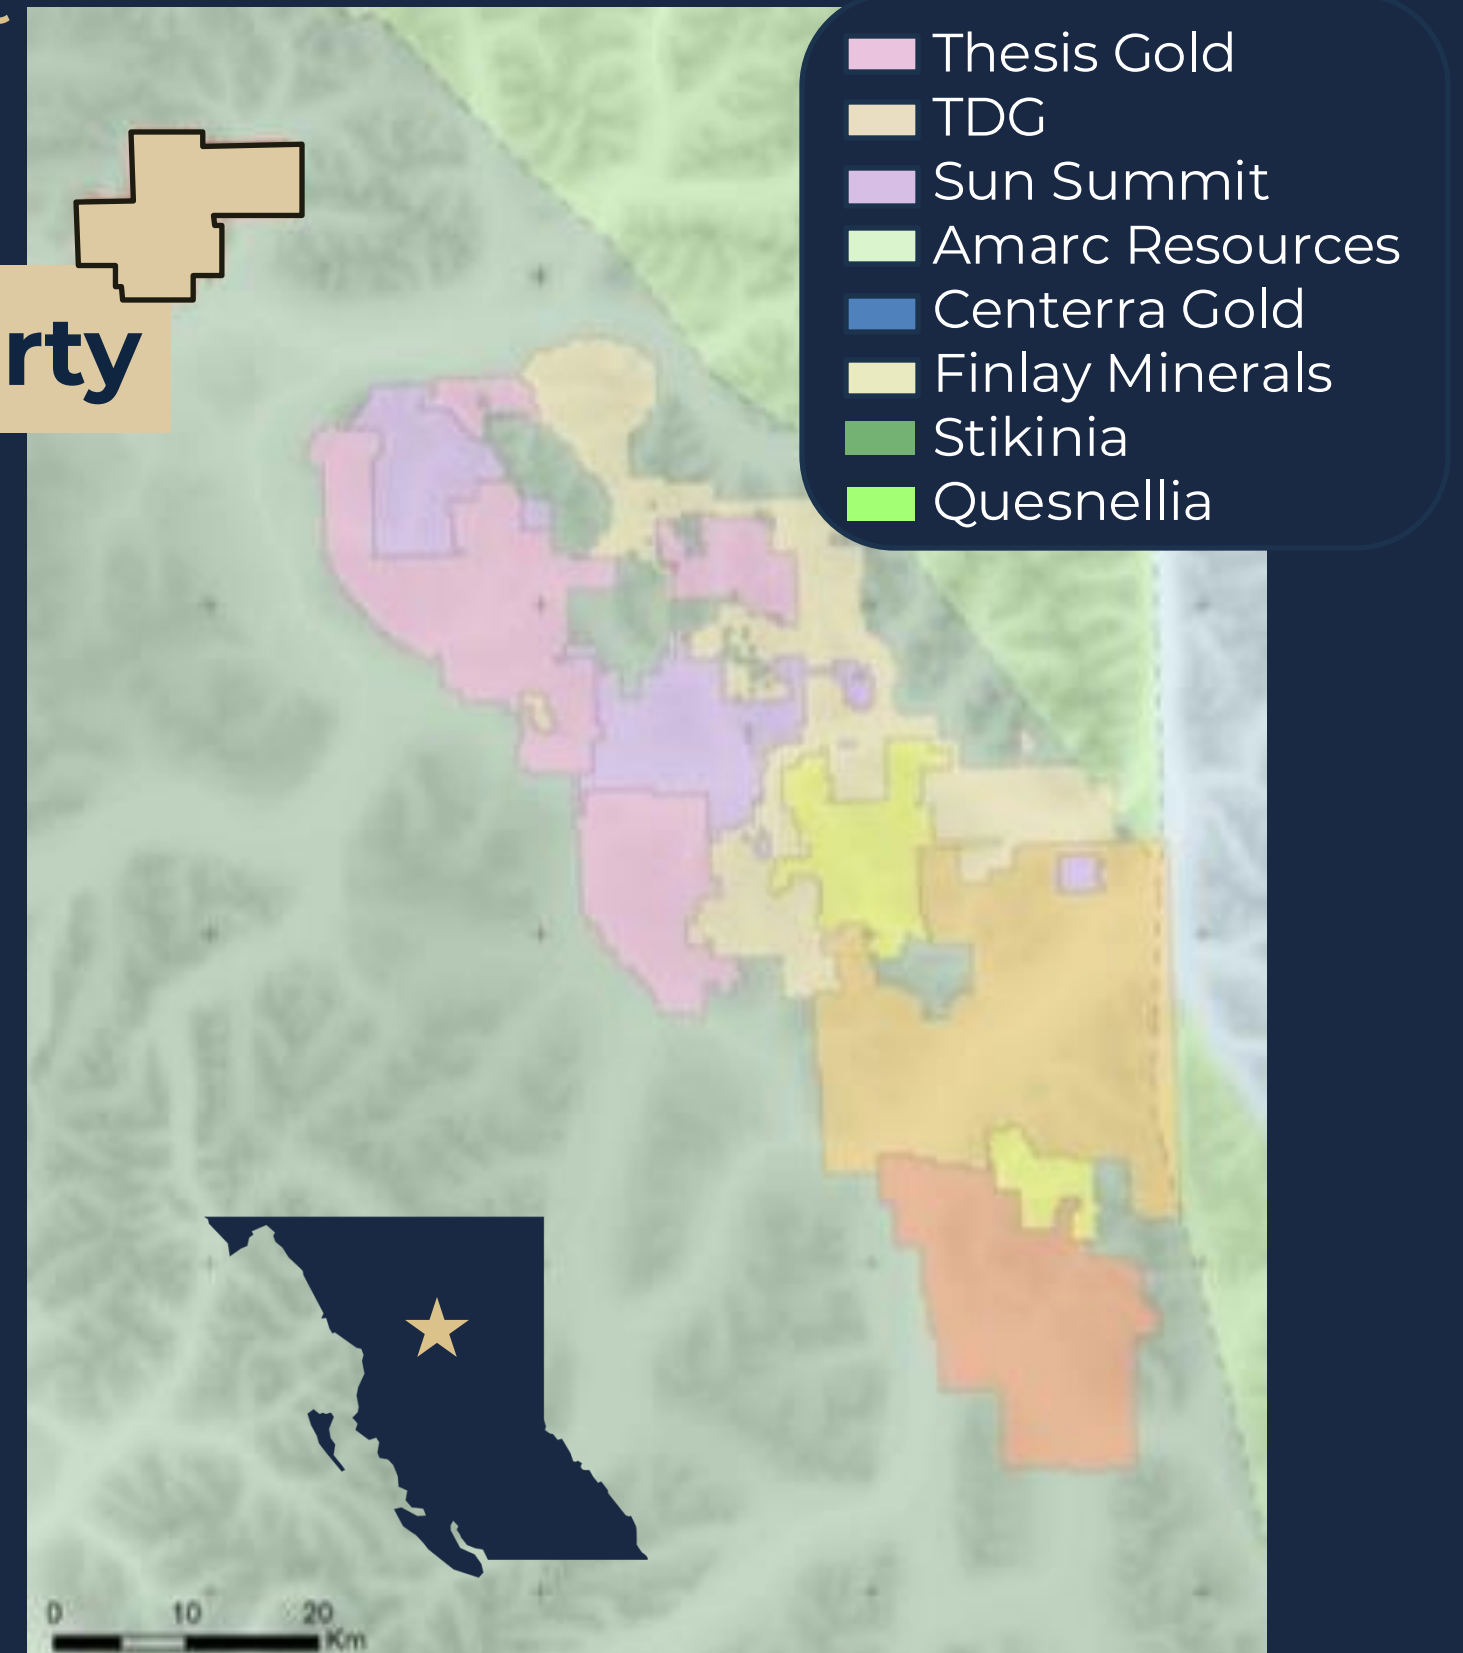 Thesis Gold
TDG
Sun Summit
Amarc Resources
Centerra Gold
Finlay Minerals
Stikinia
Quesnellia
rty
0 10 20
Km